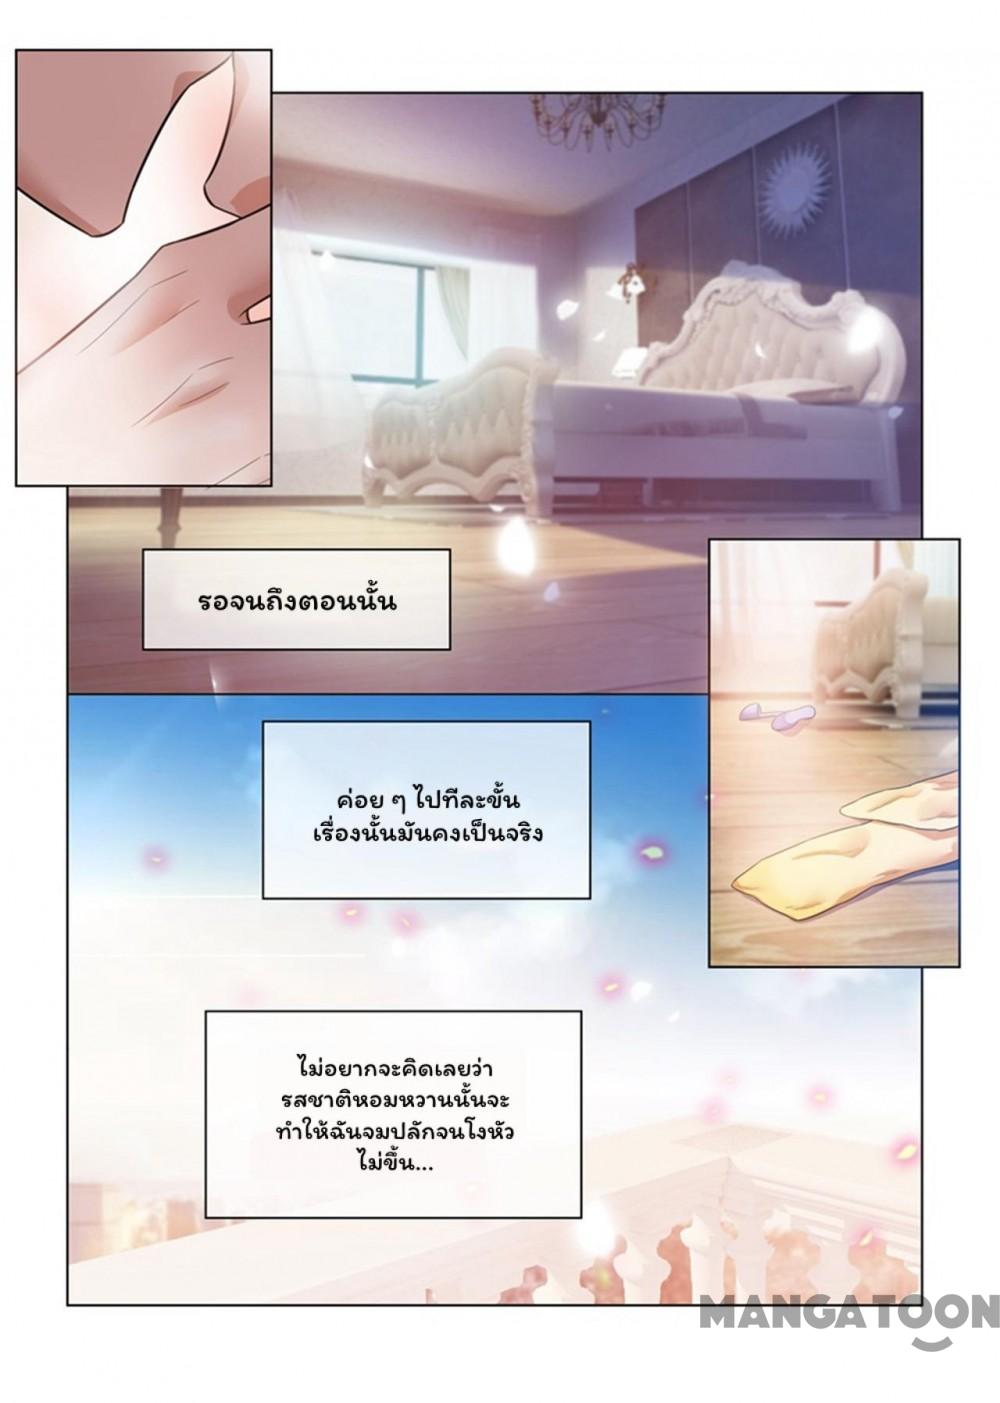 รอจนถึงตอนนั้น
ค่อย ๆ ไปทีละขั้น
เรื่องนั้นมันคงเป็นจริง
ไม่อยากจะคิดเลยว่า
รสชาติหอมหวานนั้นจะ
ทำให้ฉันจมปลักจนโงหัว
ไม่ขึ้น...
MANGATOON